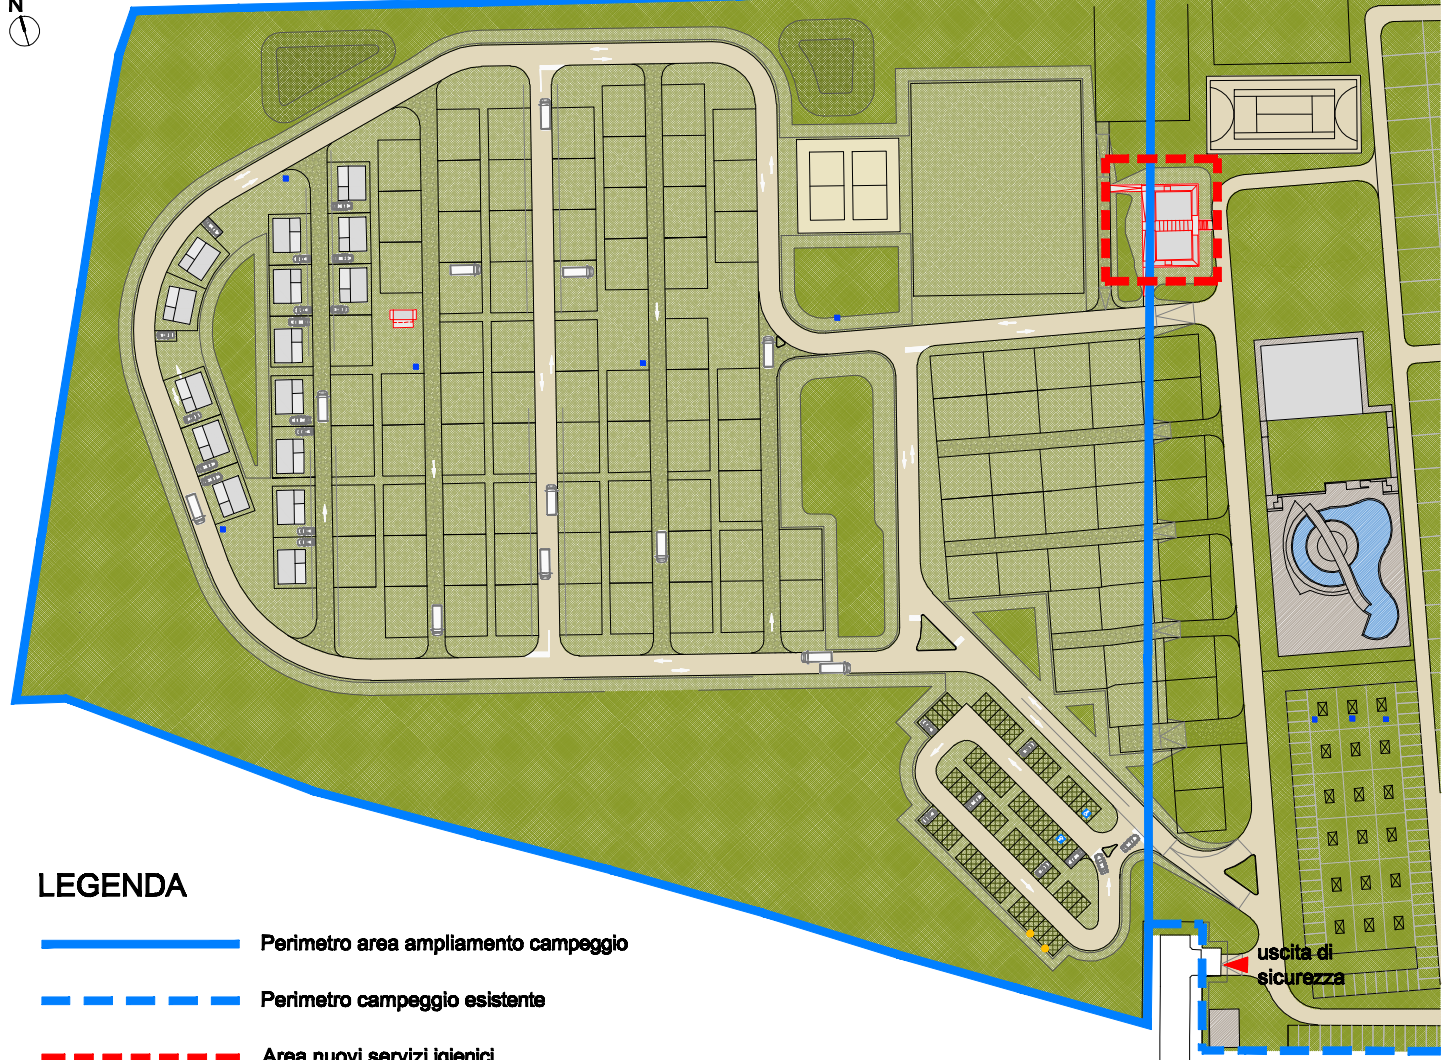 N
uscita di
sicurezza
LEGENDA
Perimetro area ampliamento campeggio
Perimetro campeggio esistente
Area nuovi servizi igienici